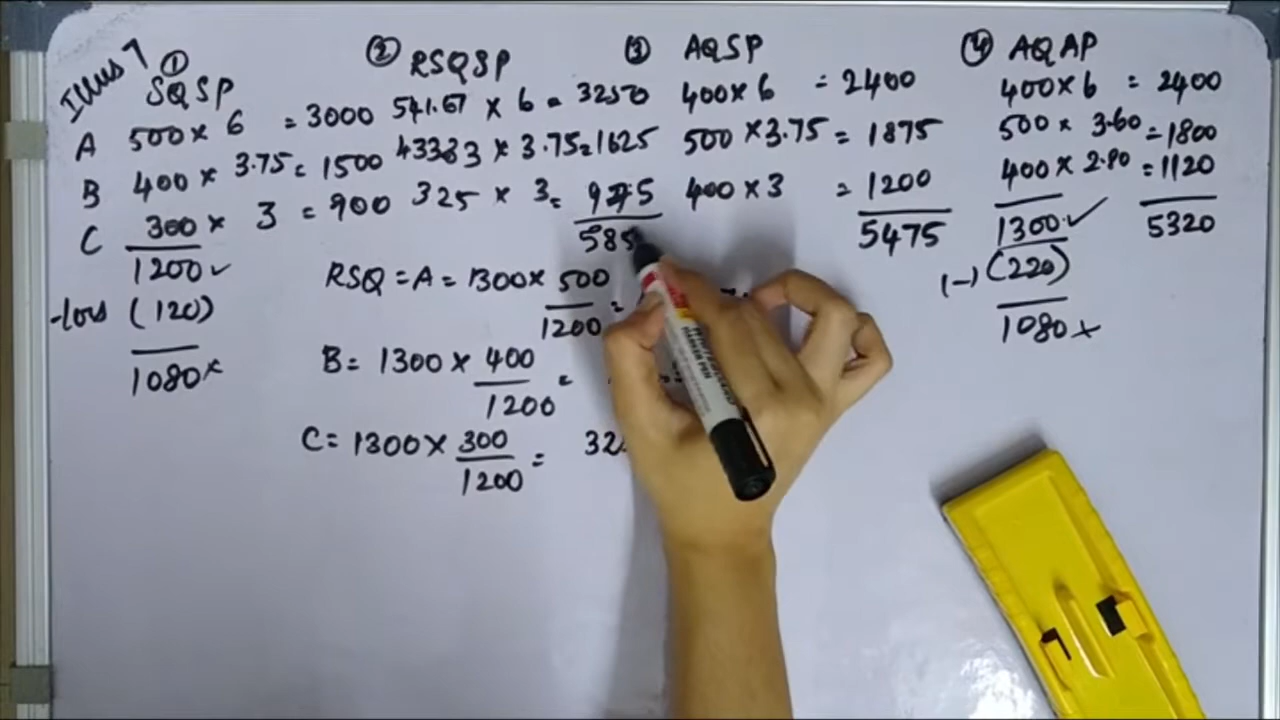 Illus 7
① SQSP ② RSQSP ③ AQSP ④ AQAP
A 500 × 6 = 3000 541.67 × 6 = 3250 400 × 6 = 2400 400 × 6 = 2400
B 400 × 3.75 = 1500 43333 × 3.75 = 1625 500 × 3.75 = 1875 500 × 3.60 = 1800
C 300 × 3 = 900 325 × 3 = 975 400 × 3 = 1200 400 × 2.80 = 1120
1200 ✓ 585 5475 1300 ✓ 5320
-loss (120) (-) (220)
1080 × 1080 ×
RSQ = A = 1300 × 500
1200 =
B = 1300 × 400
1200 =
C = 1300 × 300
1200 = 32